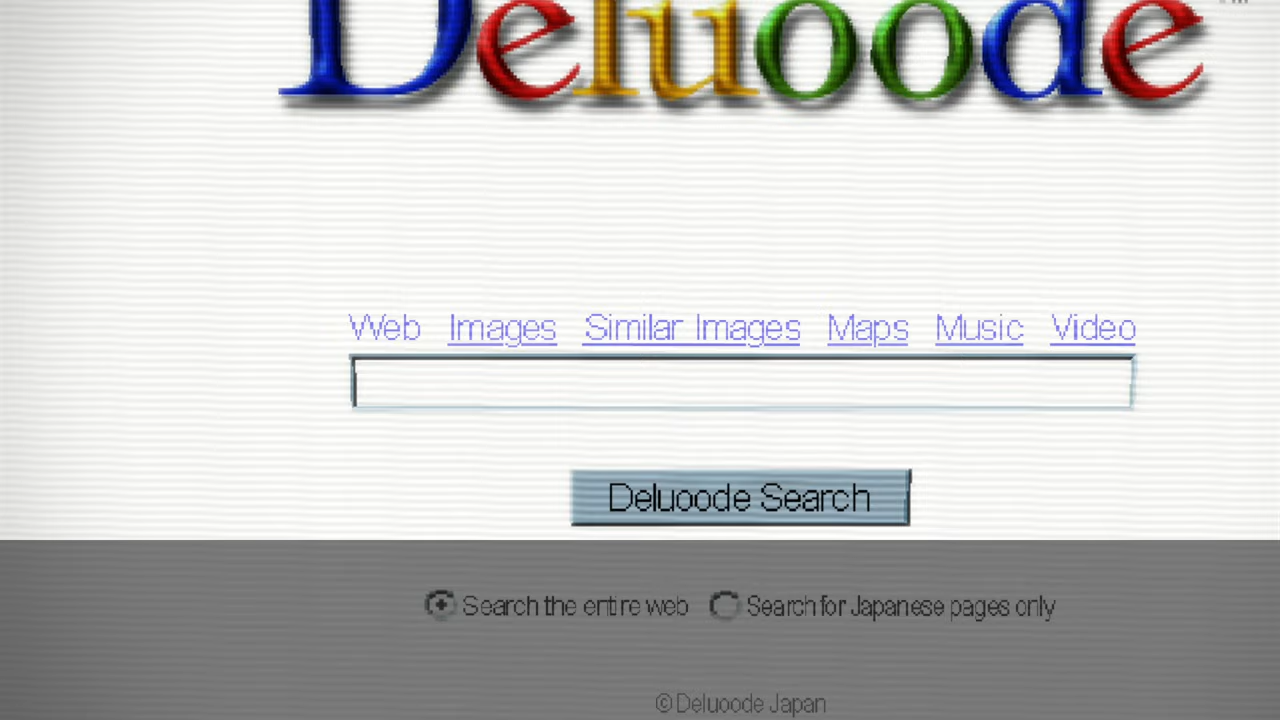 Deluoode
Web Images Similar Images Maps Music Video
Deluoode Search
Search the entire web Search for Japanese pages only
© Deluoode Japan